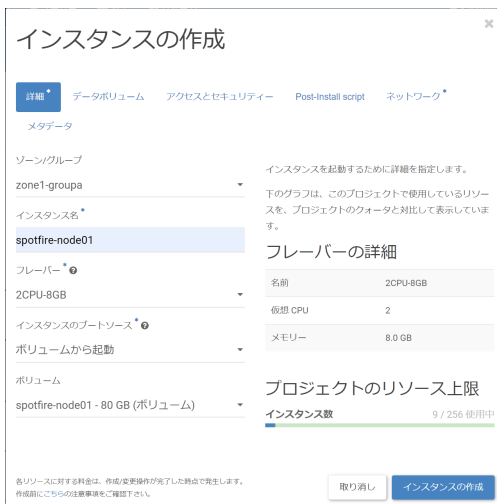 インスタンスの作成
×
詳細 * データボリューム アクセスとセキュリティー Post-Install script ネットワーク *
メタデータ
ゾーン/グループ
zone1-groupa
インスタンス名 *
spotfire-node01
フレーバー * ?
2CPU-8GB
インスタンスのブートソース * ?
ボリュームから起動
ボリューム
spotfire-node01 - 80 GB (ボリューム)
インスタンスを起動するために詳細を指定します。
下のグラフは、このプロジェクトで使用しているリソー
スを、プロジェクトのクォータと対比して表示していま
す。
フレーバーの詳細
名前 2CPU-8GB
仮想 CPU 2
メモリー 8.0 GB
プロジェクトのリソース上限
インスタンス数 9 / 256 使用中
各リソースに対する料金は、作成/変更操作が完了した時点で発生します。
作成前にこちらの注意事項をご確認下さい。
取り消し インスタンスの作成